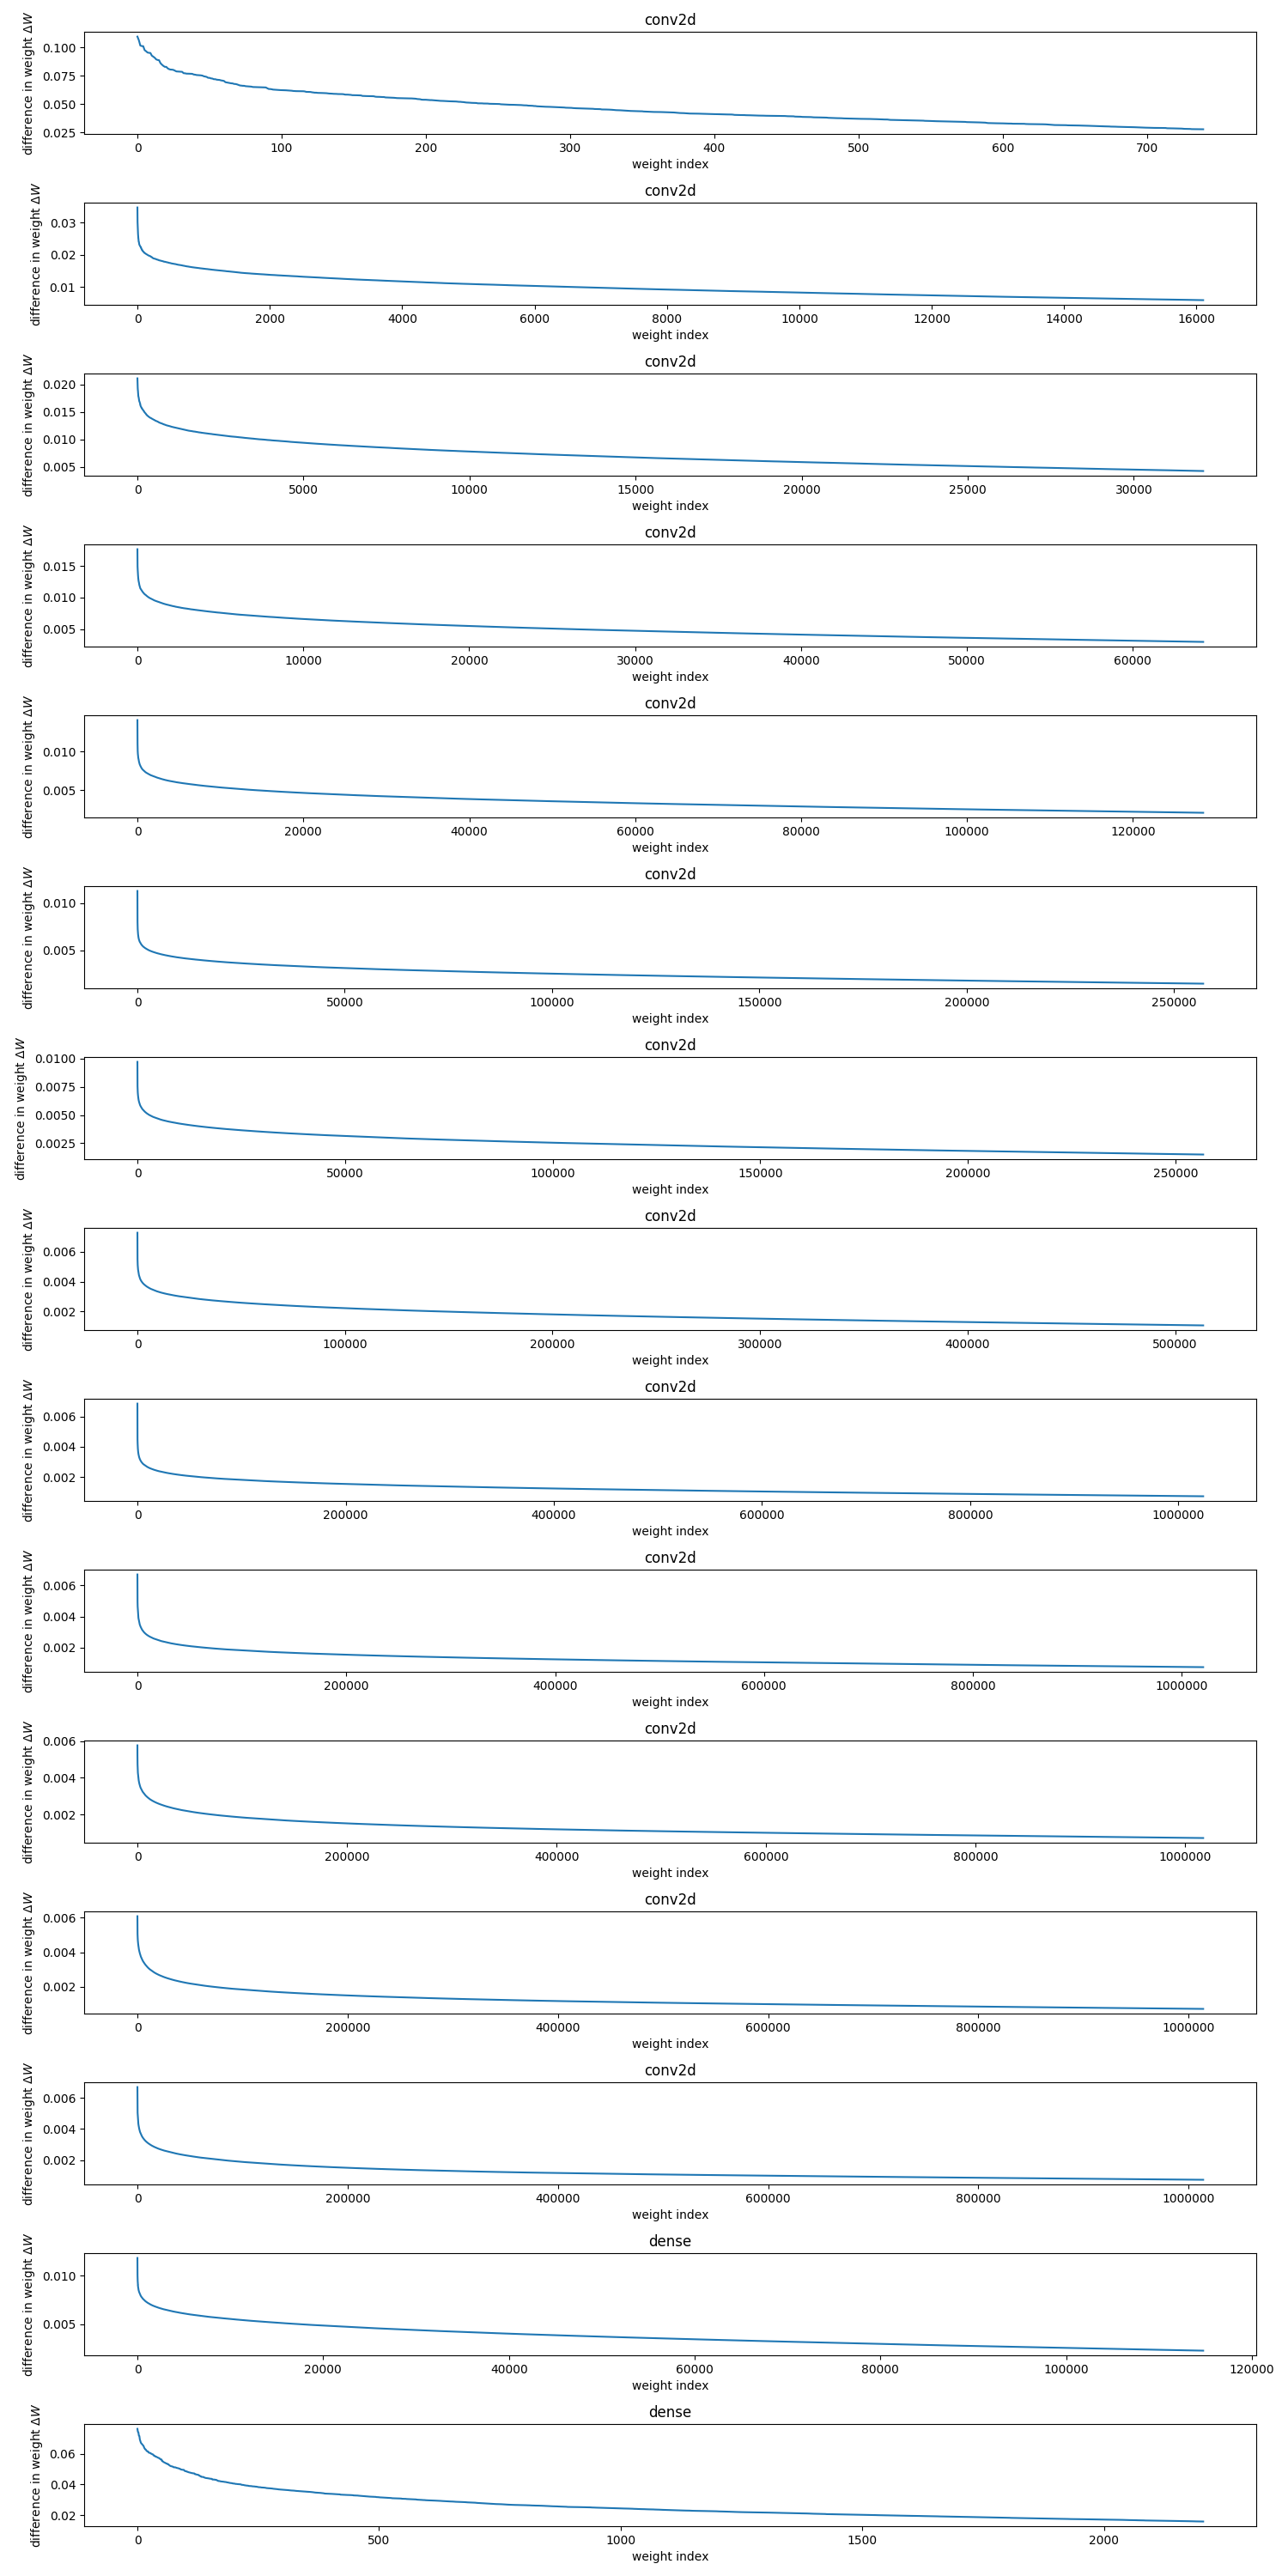 conv2d
difference in weight ΔW
0.100
0.075
0.050
0.025
0 100 200 300 400 500 600 700
weight index
conv2d
difference in weight ΔW
0.03
0.02
0.01
0 2000 4000 6000 8000 10000 12000 14000 16000
weight index
conv2d
difference in weight ΔW
0.020
0.015
0.010
0.005
0 5000 10000 15000 20000 25000 30000
weight index
conv2d
difference in weight ΔW
0.015
0.010
0.005
0 10000 20000 30000 40000 50000 60000
weight index
conv2d
difference in weight ΔW
0.010
0.005
0 20000 40000 60000 80000 100000 120000
weight index
conv2d
difference in weight ΔW
0.010
0.005
0 50000 100000 150000 200000 250000
weight index
conv2d
difference in weight ΔW
0.0100
0.0075
0.0050
0.0025
0 50000 100000 150000 200000 250000
weight index
conv2d
difference in weight ΔW
0.006
0.004
0.002
0 100000 200000 300000 400000 500000
weight index
conv2d
difference in weight ΔW
0.006
0.004
0.002
0 200000 400000 600000 800000 1000000
weight index
conv2d
difference in weight ΔW
0.006
0.004
0.002
0 200000 400000 600000 800000 1000000
weight index
conv2d
difference in weight ΔW
0.006
0.004
0.002
0 200000 400000 600000 800000 1000000
weight index
conv2d
difference in weight ΔW
0.006
0.004
0.002
0 200000 400000 600000 800000 1000000
weight index
conv2d
difference in weight ΔW
0.006
0.004
0.002
0 200000 400000 600000 800000 1000000
weight index
dense
difference in weight ΔW
0.010
0.005
0 20000 40000 60000 80000 100000 120000
weight index
dense
difference in weight ΔW
0.06
0.04
0.02
0 500 1000 1500 2000
weight index